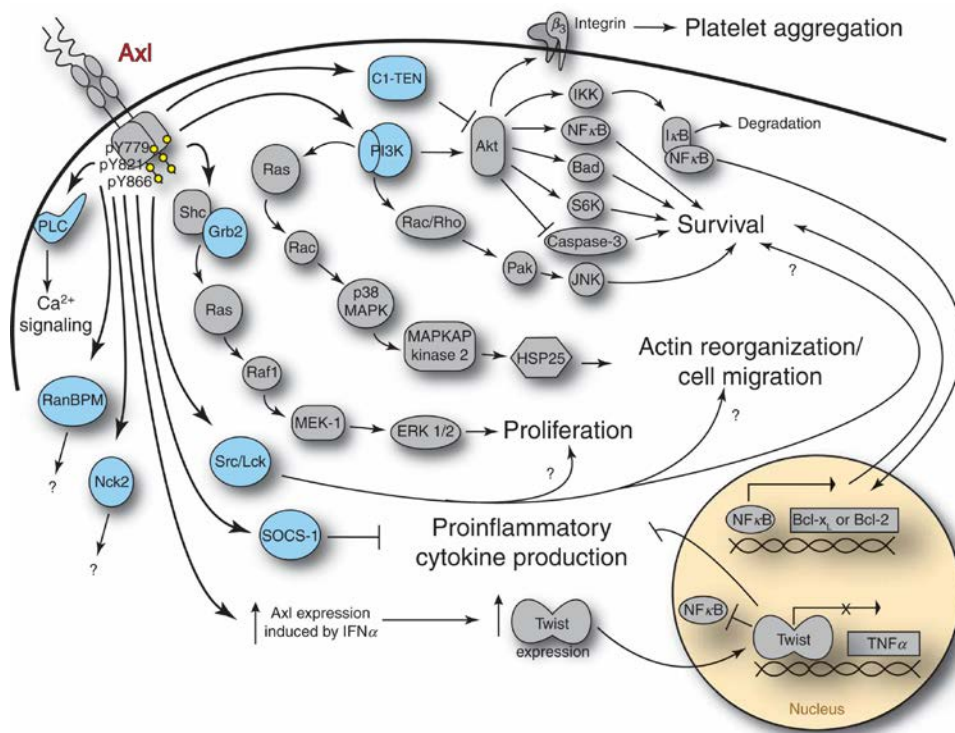 β3 Integrin
Platelet aggregation
Axl
C1-TEN
IKK
pY779
pY821
pY866
PI3K
Akt
NFκB
IκB
NFκB
Degradation
Ras
Bad
PLC
Shc
Grb2
Rac/Rho
S6K
Survival
Caspase-3
?
Rac
Pak
JNK
Ca2+
signaling
Ras
p38
MAPK
MAPKAP
kinase 2
HSP25
Actin reorganization/
cell migration
Raf1
RanBPM
MEK-1
ERK 1/2
Proliferation
?
?
Src/Lck
?
Nck2
NFκB
Bcl-xL or Bcl-2
SOCS-1
Proinflammatory
cytokine production
?
NFκB
x
Axl expression
induced by IFNα
Twist
expression
Twist
TNFα
Nucleus